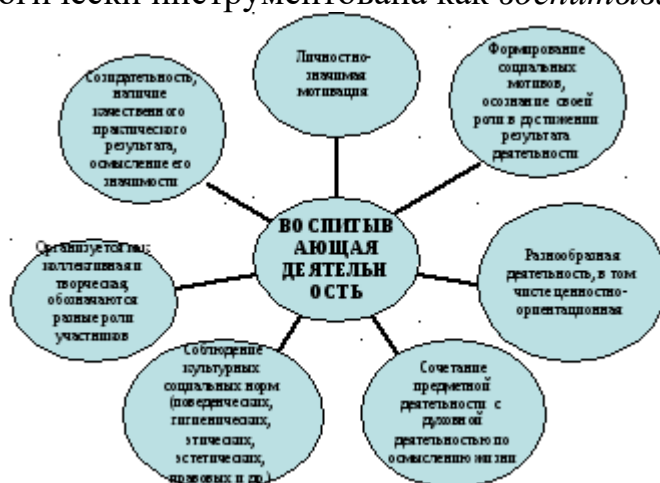 огически инструментована как воспитыва
Личностно-
значимая
мотивация
Формирование
социальных
мотивов,
осознание своей
роли в достижении
результата
деятельности
Созидательность,
наличие
качественного
практического
результата,
осмысление его
значимости
ВОСПИТЫВ
АЮЩАЯ
ДЕЯТЕЛЬН
ОСТЬ
Разнообразная
деятельность, в том
числе ценностно-
ориентационная
Организуется как
коллективная и
творческая,
обозначаются
разные роли
участников
Соблюдение
культурных
социальных норм
(поведенческих,
гигиенических,
этических,
эстетических,
правовых и др.)
Сочетание
предметной
деятельности с
духовной
деятельностью по
осмыслению жизни